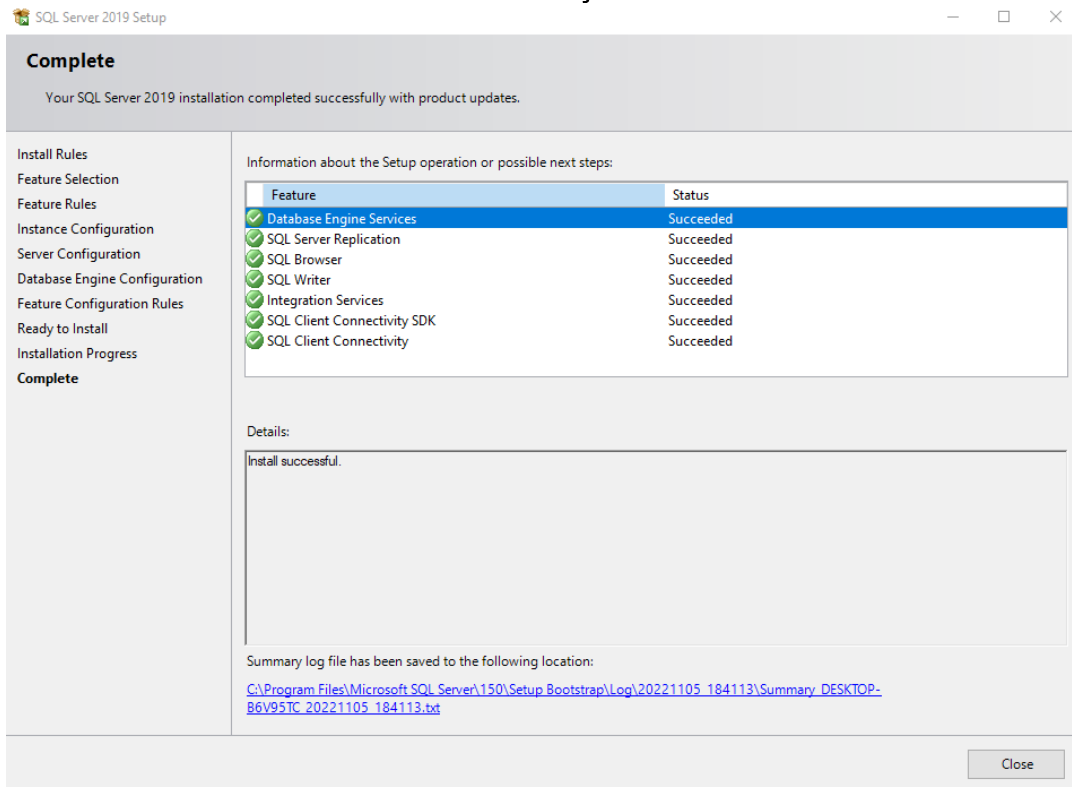 SQL Server 2019 Setup
Complete
Your SQL Server 2019 installation completed successfully with product updates.
Install Rules
Feature Selection
Feature Rules
Instance Configuration
Server Configuration
Database Engine Configuration
Feature Configuration Rules
Ready to Install
Installation Progress
Complete
Information about the Setup operation or possible next steps:
Feature Status
Database Engine Services Succeeded
SQL Server Replication Succeeded
SQL Browser Succeeded
SQL Writer Succeeded
Integration Services Succeeded
SQL Client Connectivity SDK Succeeded
SQL Client Connectivity Succeeded
Details:
Install successful.
Summary log file has been saved to the following location:
C:\Program Files\Microsoft SQL Server\150\Setup Bootstrap\Log\20221105_184113\Summary_DESKTOP-
B6V95TC_20221105_184113.txt
Close